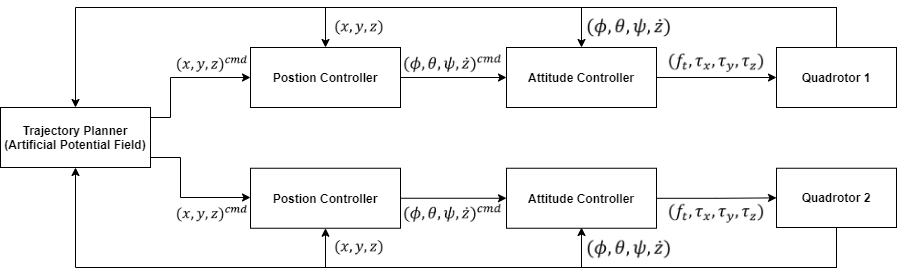 (x, y, z)
(ϕ, θ, ψ, ż)
(x, y, z)^cmd
Postion Controller
(ϕ, θ, ψ, ż)^cmd
Attitude Controller
(f_t, τ_x, τ_y, τ_z)
Quadrotor 1
Trajectory Planner
(Artificial Potential Field)
(x, y, z)^cmd
Postion Controller
(ϕ, θ, ψ, ż)^cmd
Attitude Controller
(f_t, τ_x, τ_y, τ_z)
Quadrotor 2
(x, y, z)
(ϕ, θ, ψ, ż)